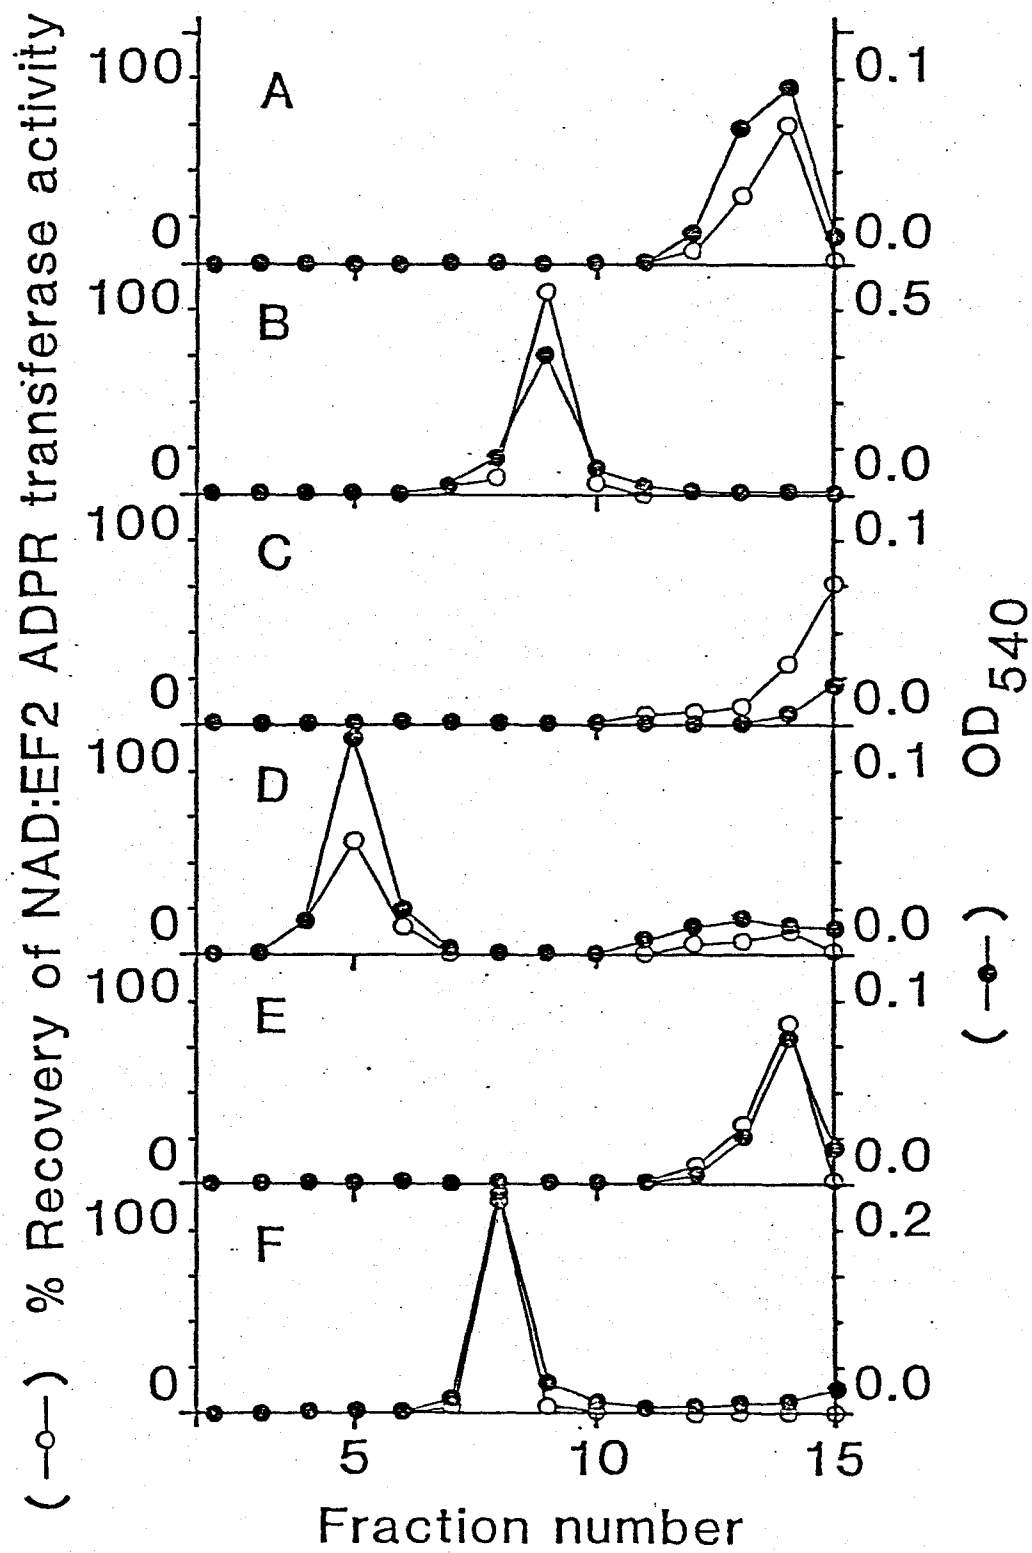 (—o—) % Recovery of NAD:EF2 ADPR transferase activity
100 A 0.1
0 0.0
100 B 0.5
0 0.0
100 C 0.1
0 0.0
100 D 0.1
0 0.0
100 E 0.1
0 0.0
100 F 0.2
0 0.0
5 10 15
Fraction number
(—●—) OD540